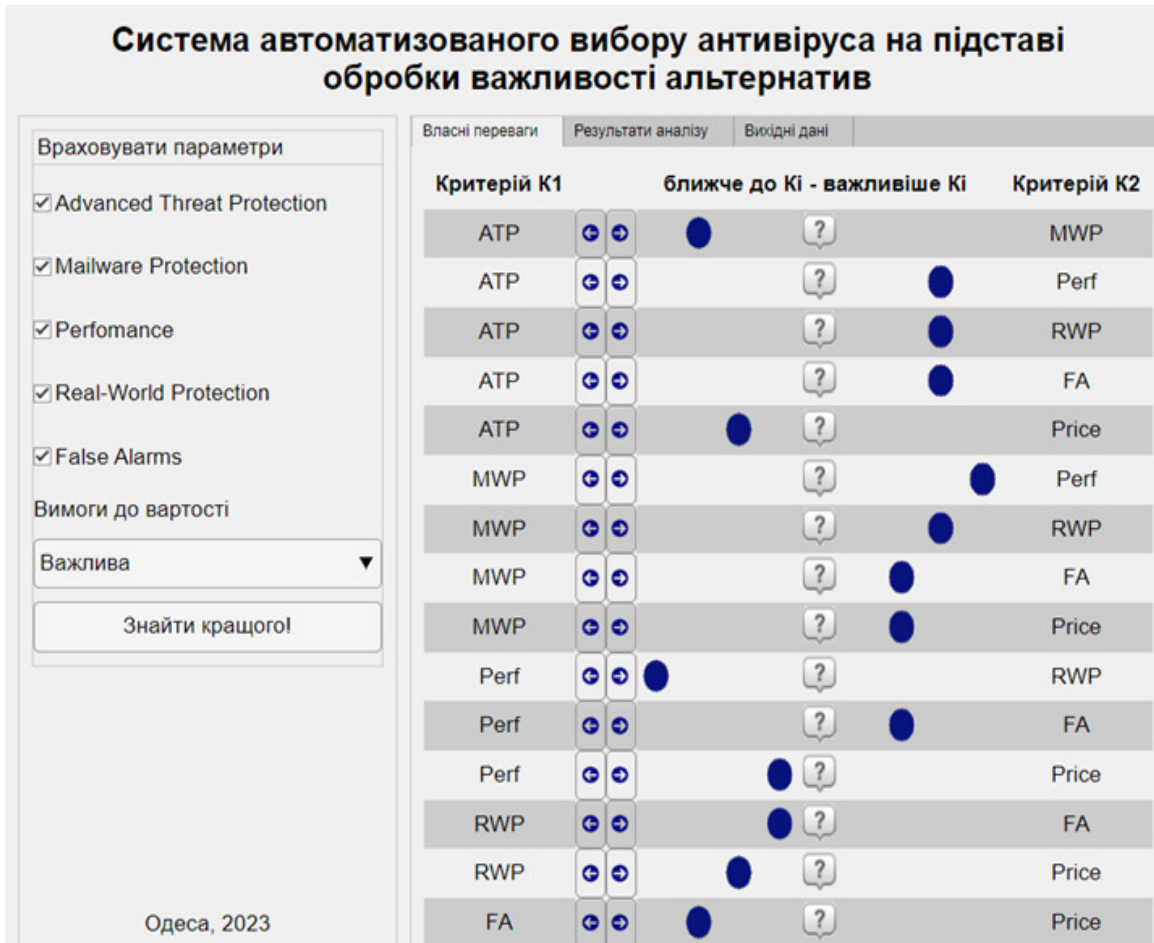 Система автоматизованого вибору антивіруса на підставі
обробки важливості альтернатив
Враховувати параметри
Advanced Threat Protection
Mailware Protection
Perfomance
Real-World Protection
False Alarms
Вимоги до вартості
Важлива
Знайти кращого!
Одеса, 2023
Власні переваги Результати аналізу Вихідні дані
Критерій К1 ближче до Кі - важливіше Кі Критерій К2
ATP ? MWP
ATP ? Perf
ATP ? RWP
ATP ? FA
ATP ? Price
MWP ? Perf
MWP ? RWP
MWP ? FA
MWP ? Price
Perf ? RWP
Perf ? FA
Perf ? Price
RWP ? FA
RWP ? Price
FA ? Price